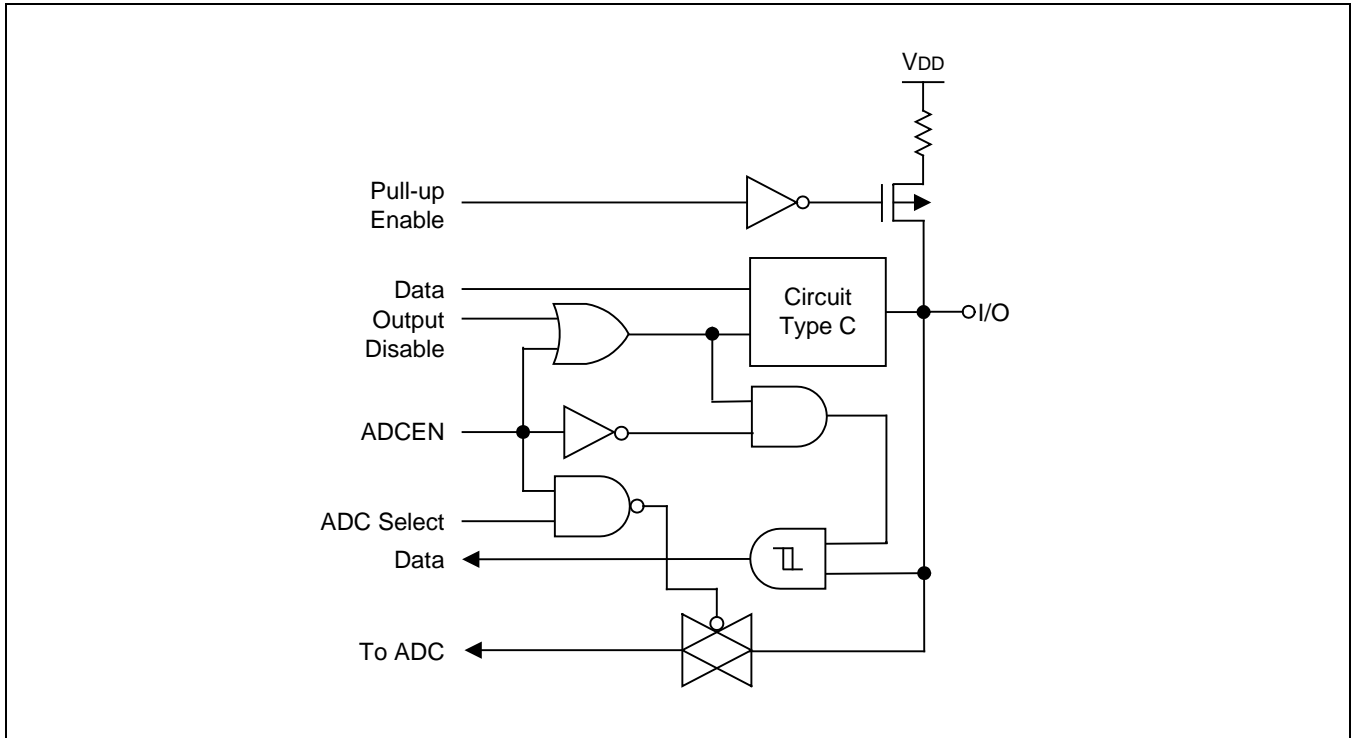 VDD
Pull-up
Enable
Data
Output
Disable
Circuit
Type C
I/O
ADCEN
ADC Select
Data
To ADC